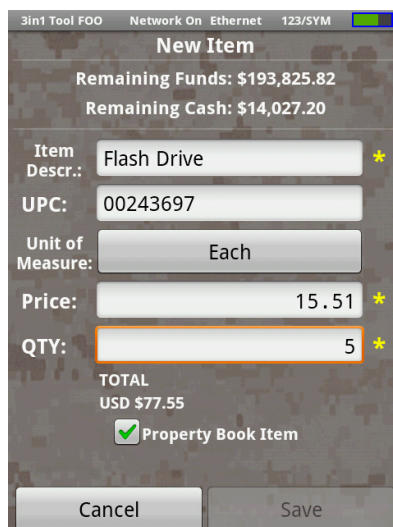 3in1 Tool FOO Network On Ethernet 123/SYM
New Item
Remaining Funds: $193,825.82
Remaining Cash: $14,027.20
Item
Descr.:
Flash Drive *
UPC: 00243697
Unit of
Measure:
Each
Price: 15.51 *
QTY: 5 *
TOTAL
USD $77.55
Property Book Item
Cancel Save